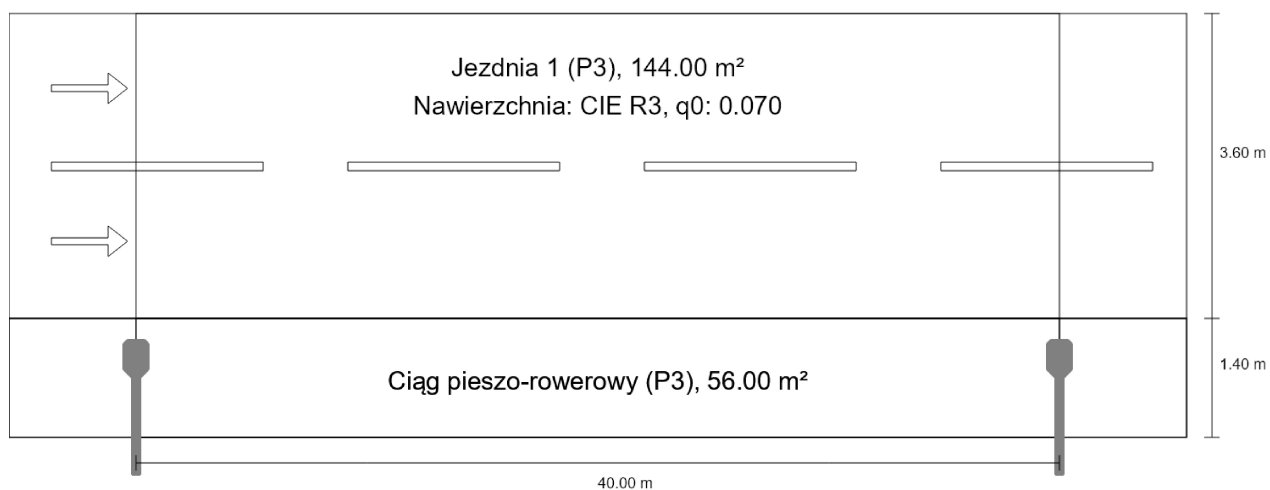 Jezdnia 1 (P3), 144.00 m²
Nawierzchnia: CIE R3, q0: 0.070
3.60 m
Ciąg pieszo-rowerowy (P3), 56.00 m²
1.40 m
40.00 m